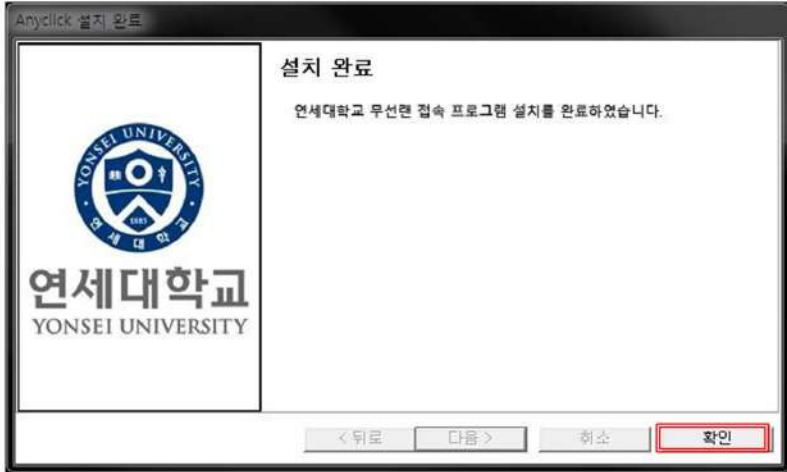 Anyclick 설치 완료
설치 완료
연세대학교 무선랜 접속 프로그램 설치를 완료하였습니다.
YONSEI UNIVERSITY
1885
연세대학교
연세대학교
YONSEI UNIVERSITY
< 뒤로
다음 >
취소
확인